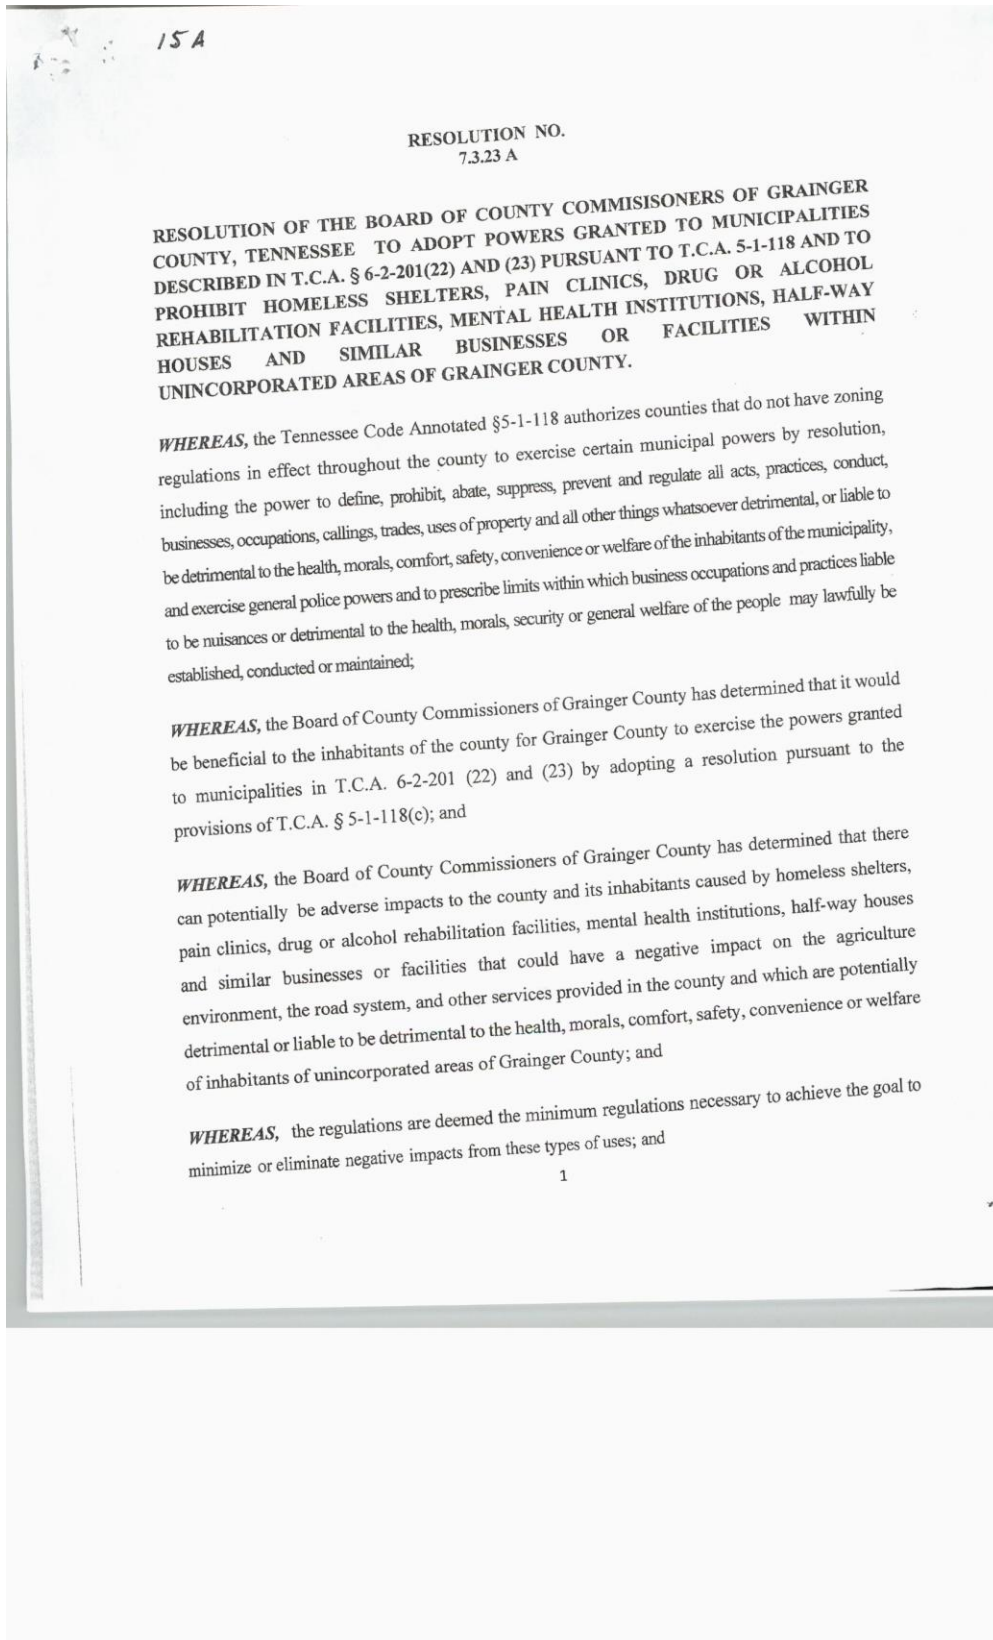 15A
RESOLUTION NO.
7.3.23 A
RESOLUTION OF THE BOARD OF COUNTY COMMISISONERS OF GRAINGER
COUNTY, TENNESSEE TO ADOPT POWERS GRANTED TO MUNICIPALITIES
DESCRIBED IN T.C.A. § 6-2-201(22) AND (23) PURSUANT TO T.C.A. 5-1-118 AND TO
PROHIBIT HOMELESS SHELTERS, PAIN CLINICS, DRUG OR ALCOHOL
REHABILITATION FACILITIES, MENTAL HEALTH INSTITUTIONS, HALF-WAY
HOUSES AND SIMILAR BUSINESSES OR FACILITIES WITHIN
UNINCORPORATED AREAS OF GRAINGER COUNTY.
WHEREAS, the Tennessee Code Annotated §5-1-118 authorizes counties that do not have zoning
regulations in effect throughout the county to exercise certain municipal powers by resolution,
including the power to define, prohibit, abate, suppress, prevent and regulate all acts, practices, conduct,
businesses, occupations, callings, trades, uses of property and all other things whatsoever detrimental, or liable to
be detrimental to the health, morals, comfort, safety, convenience or welfare of the inhabitants of the municipality,
and exercise general police powers and to prescribe limits within which business occupations and practices liable
to be nuisances or detrimental to the health, morals, security or general welfare of the people may lawfully be
established, conducted or maintained;
WHEREAS, the Board of County Commissioners of Grainger County has determined that it would
be beneficial to the inhabitants of the county for Grainger County to exercise the powers granted
to municipalities in T.C.A. 6-2-201 (22) and (23) by adopting a resolution pursuant to the
provisions of T.C.A. § 5-1-118(c); and
WHEREAS, the Board of County Commissioners of Grainger County has determined that there
can potentially be adverse impacts to the county and its inhabitants caused by homeless shelters,
pain clinics, drug or alcohol rehabilitation facilities, mental health institutions, half-way houses
and similar businesses or facilities that could have a negative impact on the agriculture
environment, the road system, and other services provided in the county and which are potentially
detrimental or liable to be detrimental to the health, morals, comfort, safety, convenience or welfare
of inhabitants of unincorporated areas of Grainger County; and
WHEREAS, the regulations are deemed the minimum regulations necessary to achieve the goal to
minimize or eliminate negative impacts from these types of uses; and
1